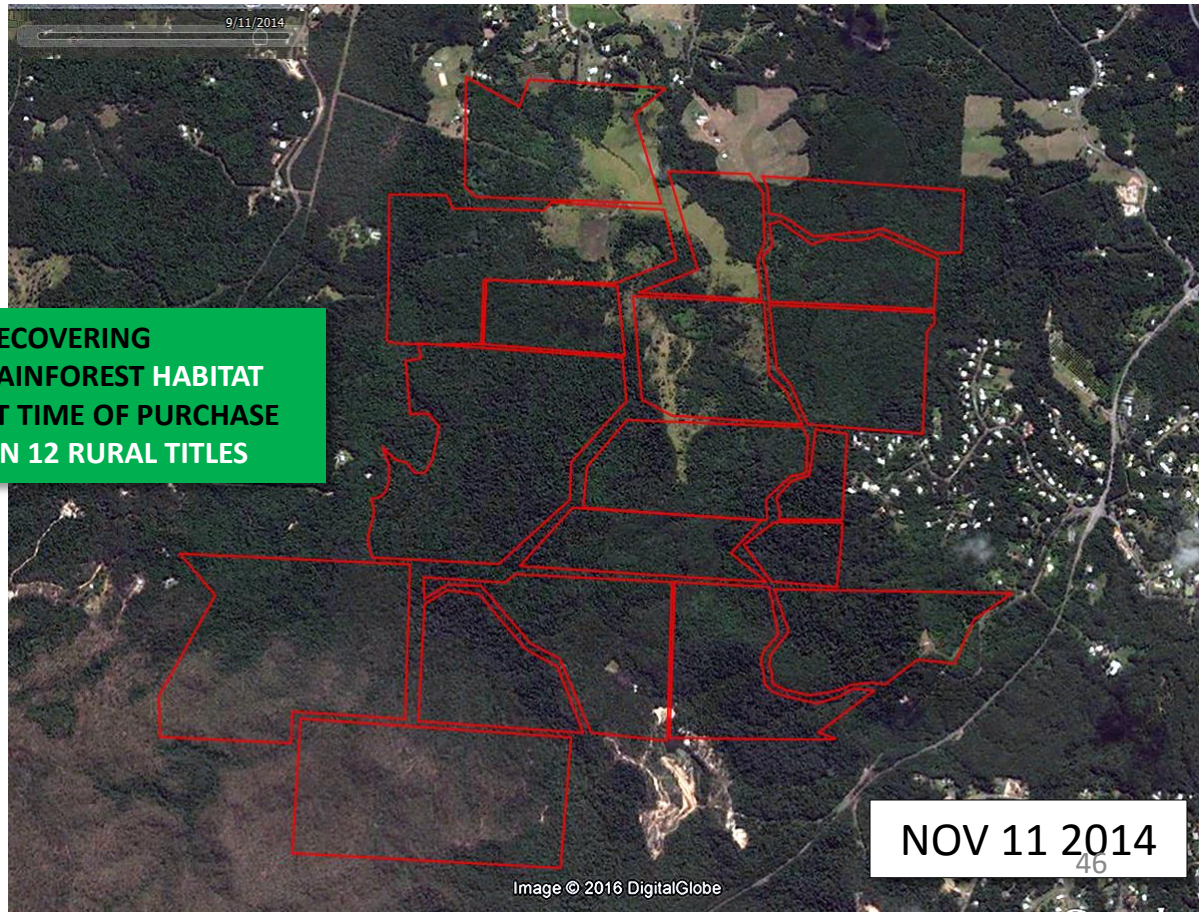 9/11/2014
ECOVERING
AINFOREST HABITAT
T TIME OF PURCHASE
N 12 RURAL TITLES
NOV 11 2014
46
Image © 2016 DigitalGlobe